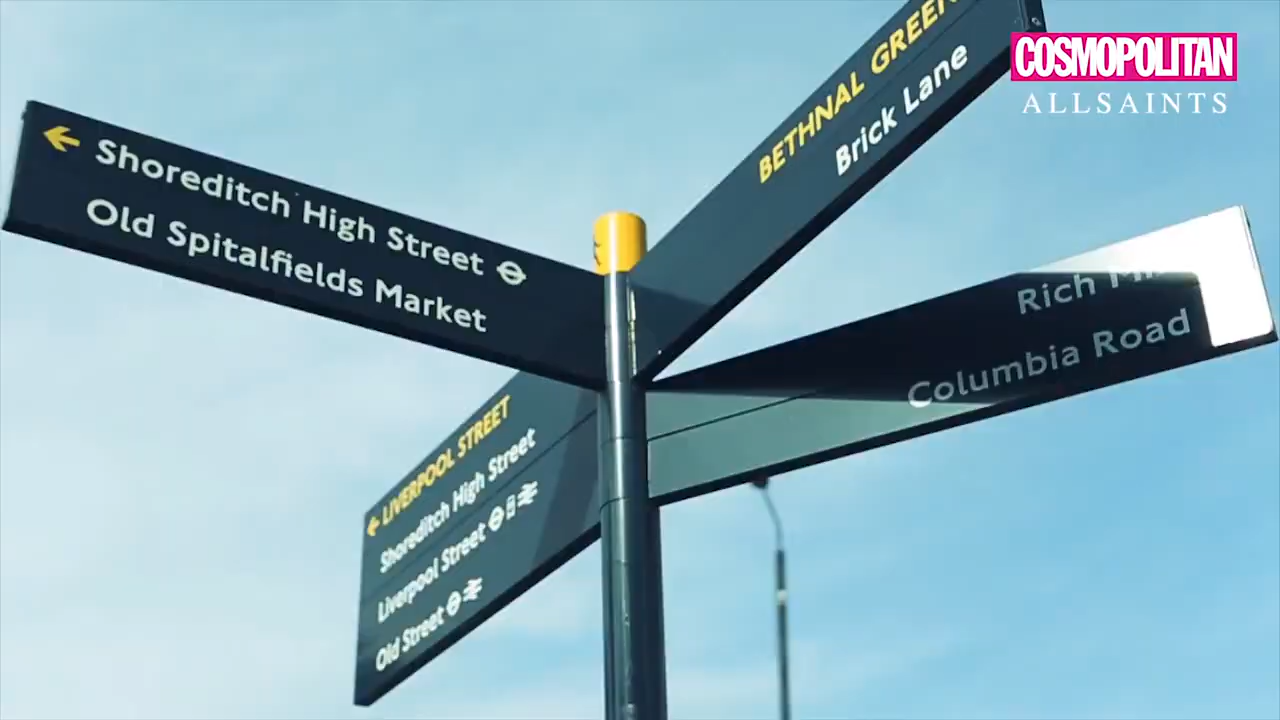 COSMOPOLITAN
ALLSAINTS
Shoreditch High Street
Old Spitalfields Market
BETHNAL GREEN
Brick Lane
Rich
Columbia Road
LIVERPOOL STREET
Shoreditch High Street
Liverpool Street
Old Street